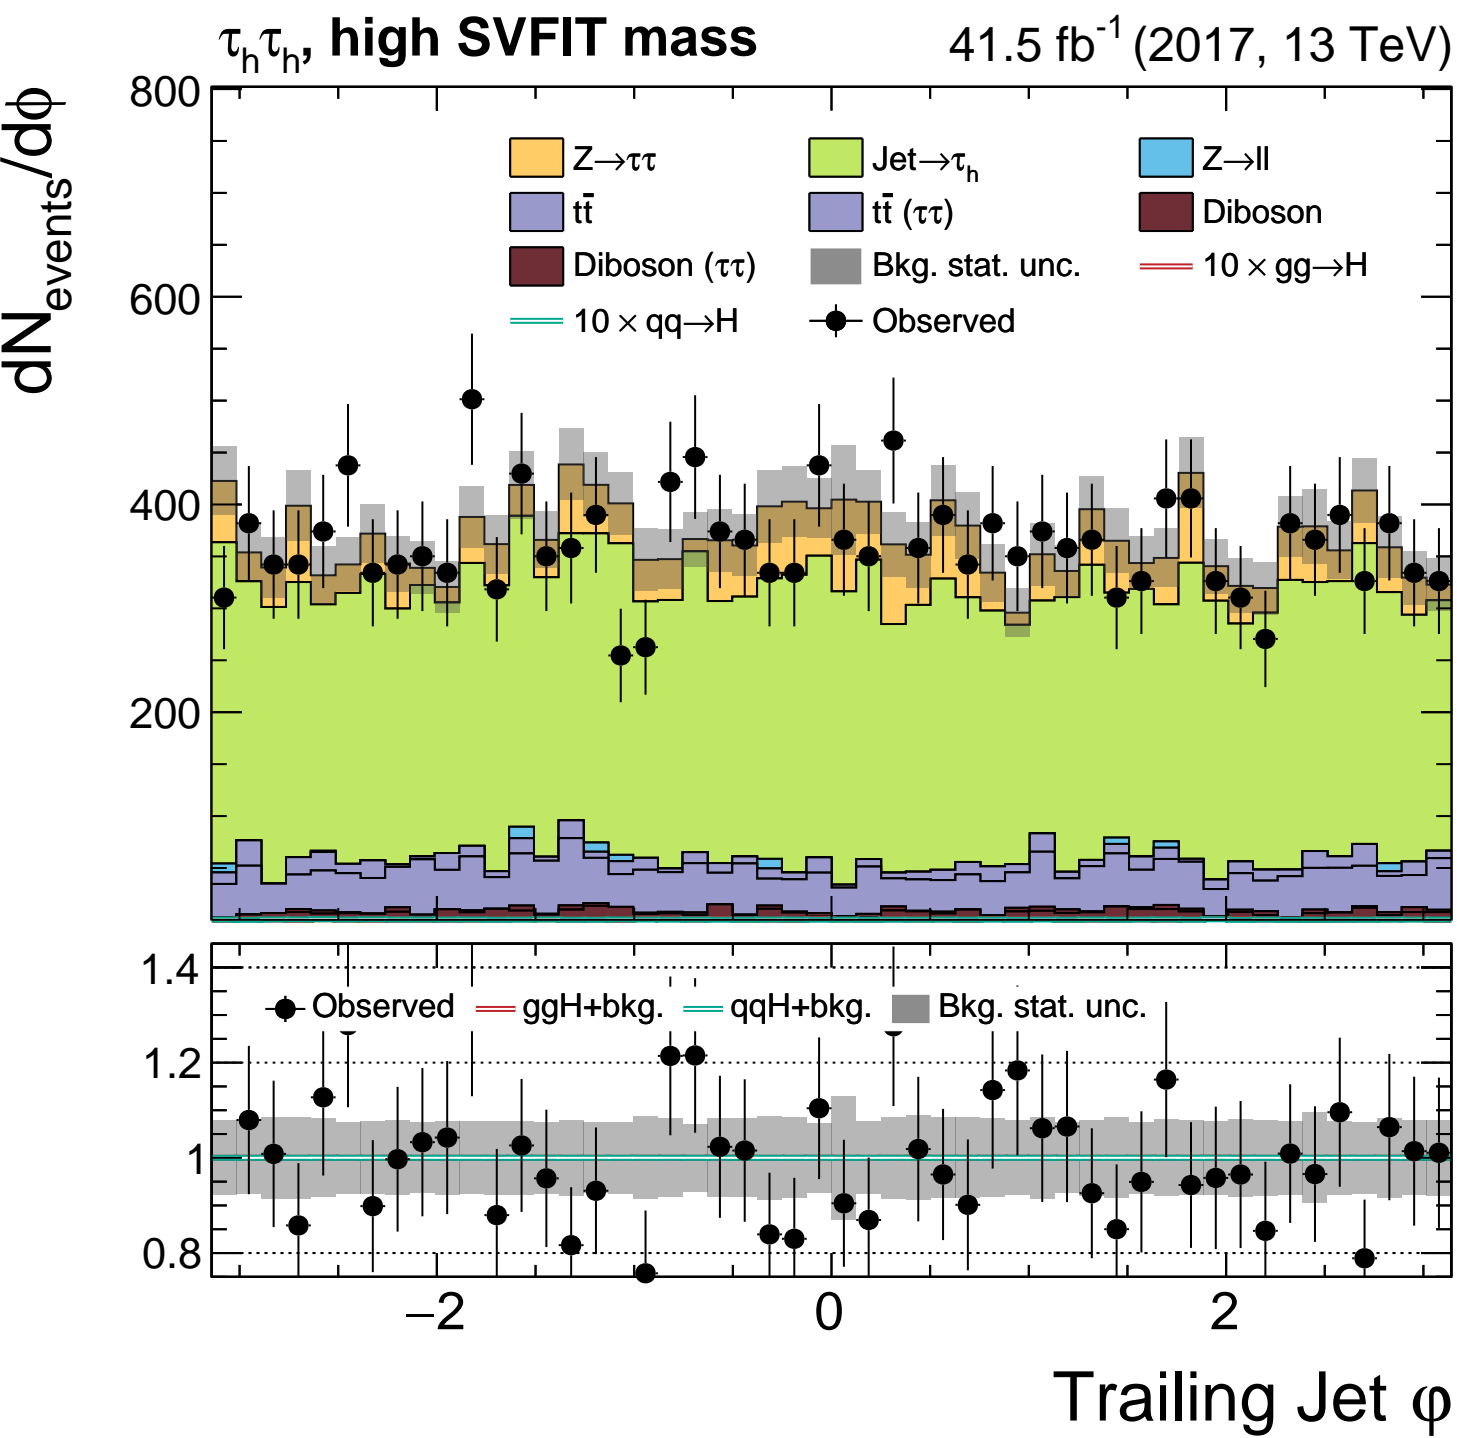 τhτh, high SVFIT mass 41.5 fb-1 (2017, 13 TeV)
dNevents/dϕ
800
600
400
200
Z→ττ Jet→τh Z→ll
tt̄ tt̄ (ττ) Diboson
Diboson (ττ) Bkg. stat. unc. 10 × gg→H
10 × qq→H Observed
1.4
1.2
1
0.8
Observed ggH+bkg. qqH+bkg. Bkg. stat. unc.
−2 0 2
Trailing Jet φ